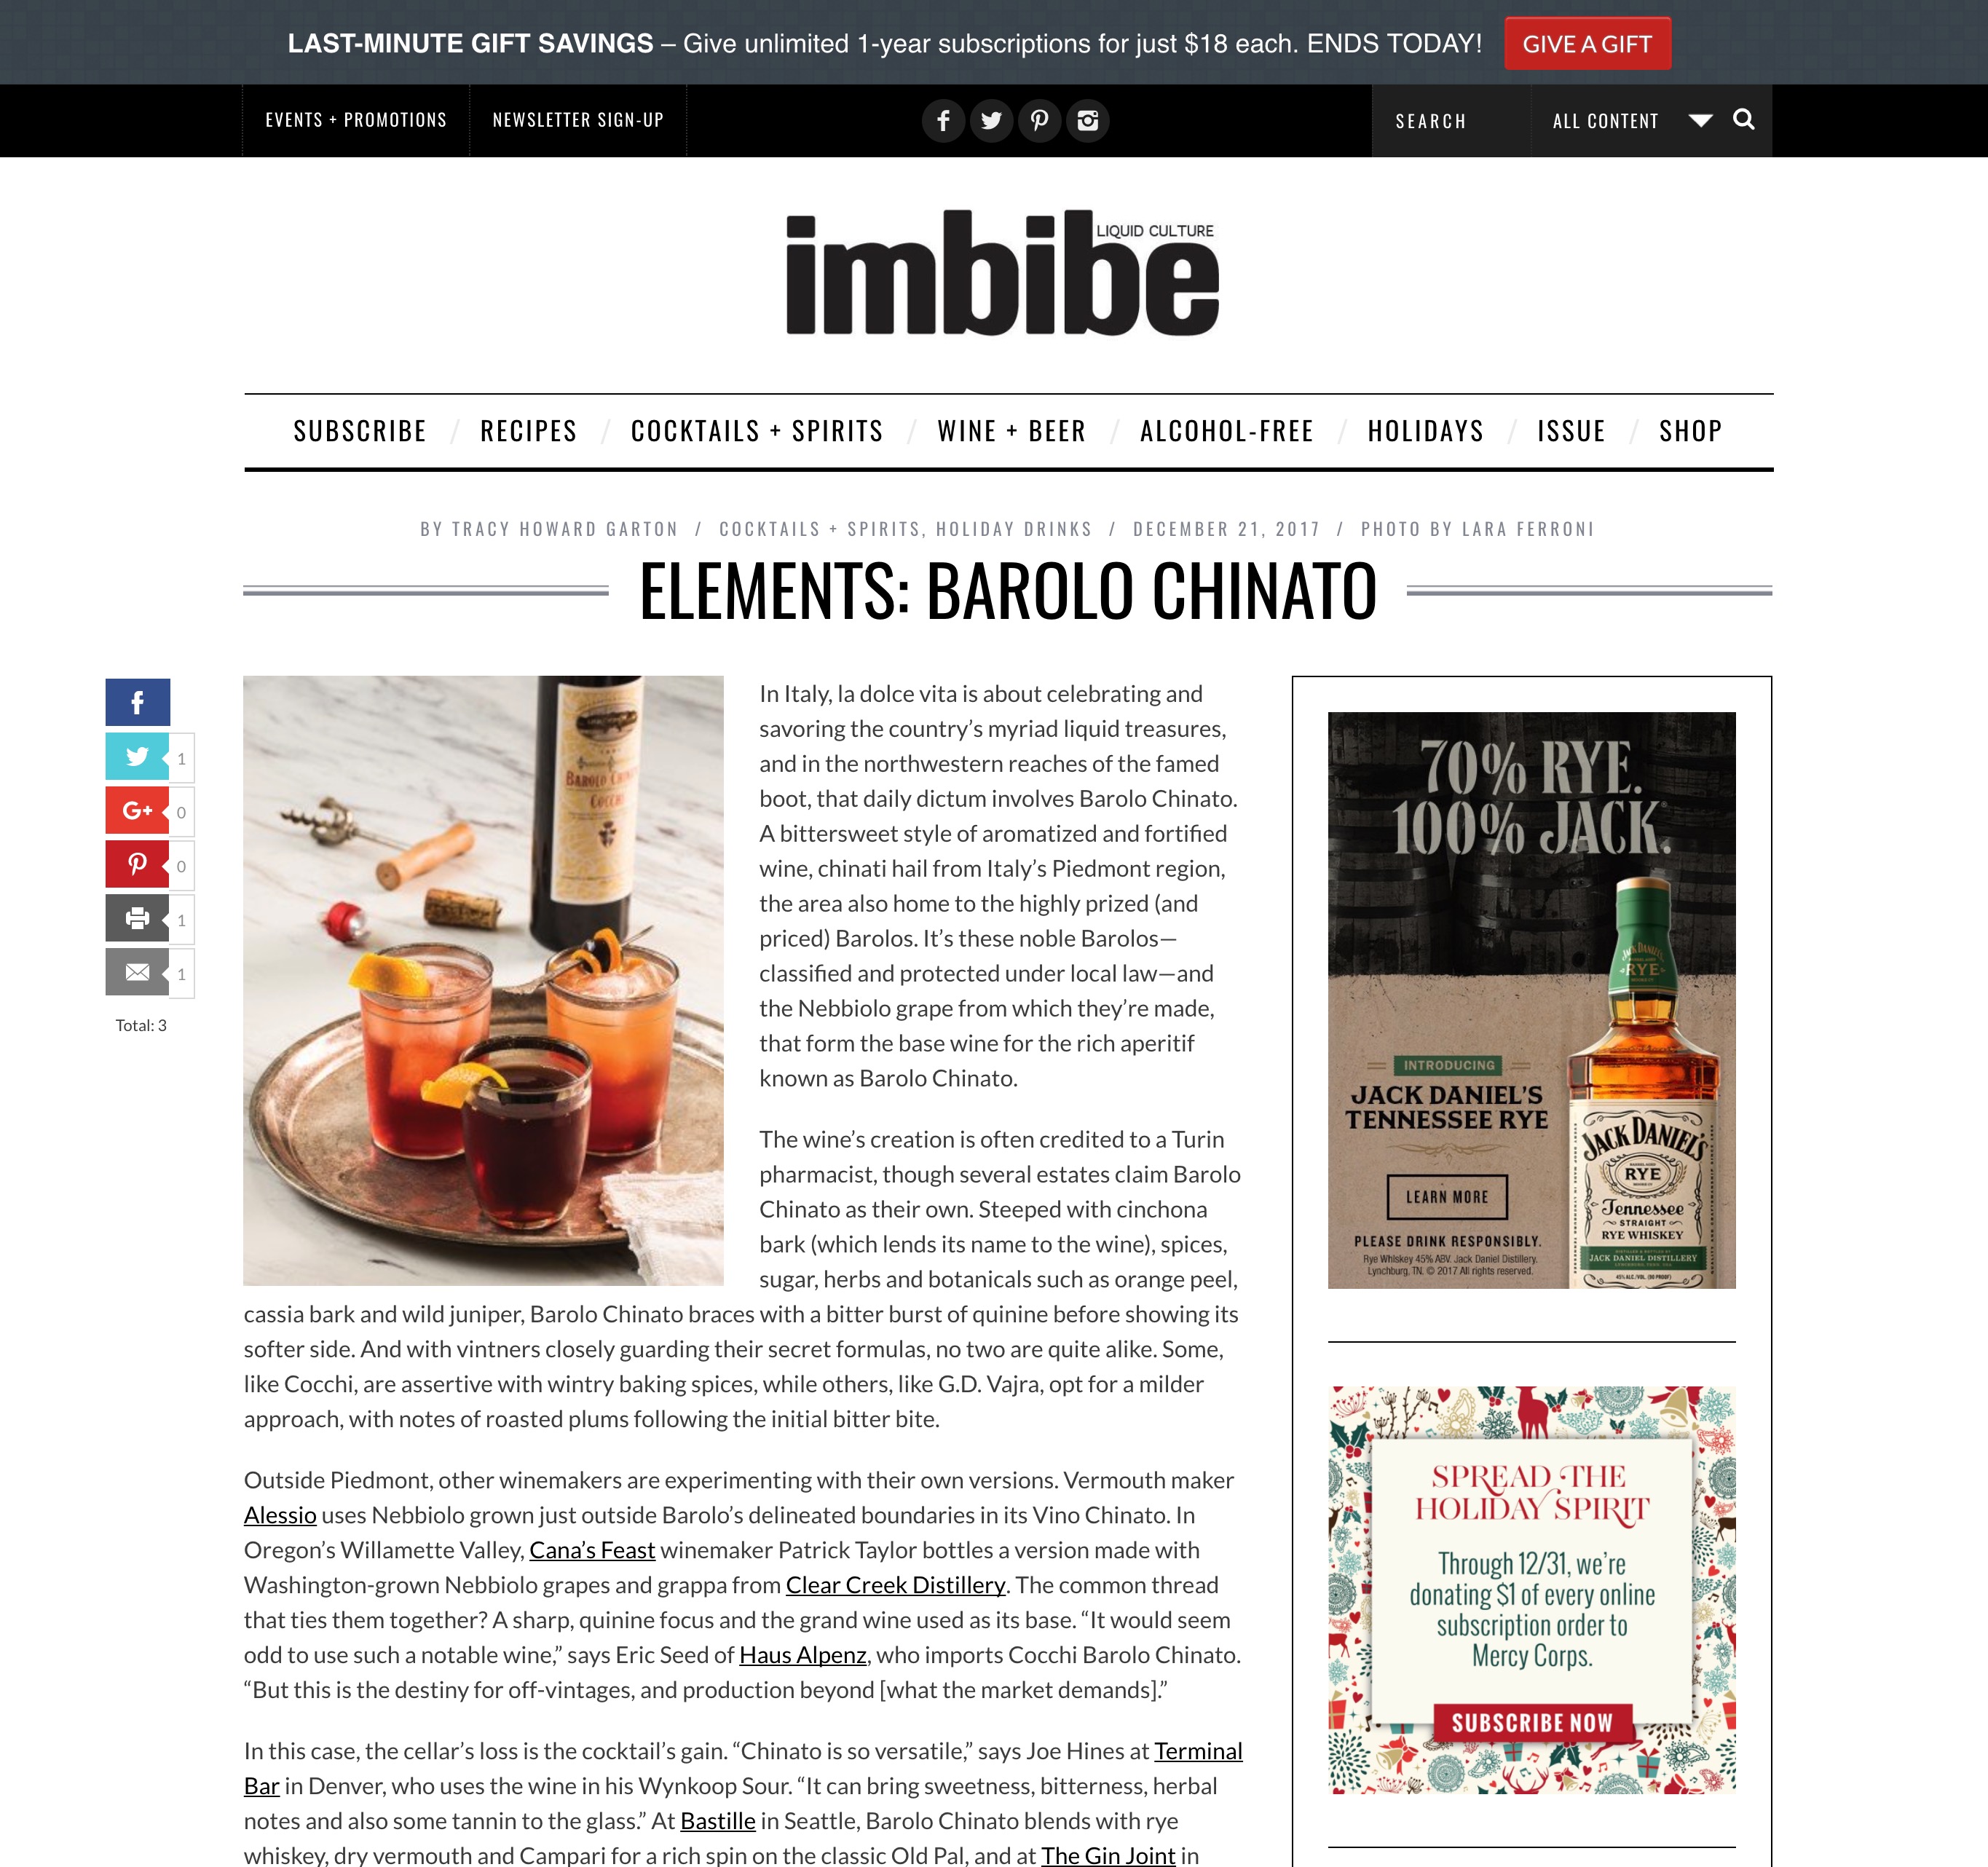 LAST-MINUTE GIFT SAVINGS – Give unlimited 1-year subscriptions for just $18 each. ENDS TODAY! GIVE A GIFT
EVENTS + PROMOTIONS NEWSLETTER SIGN-UP SEARCH ALL CONTENT
imbibe LIQUID CULTURE
SUBSCRIBE / RECIPES / COCKTAILS + SPIRITS / WINE + BEER / ALCOHOL-FREE / HOLIDAYS / ISSUE / SHOP
BY TRACY HOWARD GARTON / COCKTAILS + SPIRITS, HOLIDAY DRINKS / DECEMBER 21, 2017 / PHOTO BY LARA FERRONI
ELEMENTS: BAROLO CHINATO
1
G+ 0
0
1
1
Total: 3
BAROLO CHINATO
COCCHI
In Italy, la dolce vita is about celebrating and
savoring the country’s myriad liquid treasures,
and in the northwestern reaches of the famed
boot, that daily dictum involves Barolo Chinato.
A bittersweet style of aromatized and fortified
wine, chinati hail from Italy’s Piedmont region,
the area also home to the highly prized (and
priced) Barolos. It’s these noble Barolos—
classified and protected under local law—and
the Nebbiolo grape from which they’re made,
that form the base wine for the rich aperitif
known as Barolo Chinato.
The wine’s creation is often credited to a Turin
pharmacist, though several estates claim Barolo
Chinato as their own. Steeped with cinchona
bark (which lends its name to the wine), spices,
sugar, herbs and botanicals such as orange peel,
cassia bark and wild juniper, Barolo Chinato braces with a bitter burst of quinine before showing its
softer side. And with vintners closely guarding their secret formulas, no two are quite alike. Some,
like Cocchi, are assertive with wintry baking spices, while others, like G.D. Vajra, opt for a milder
approach, with notes of roasted plums following the initial bitter bite.
Outside Piedmont, other winemakers are experimenting with their own versions. Vermouth maker
Alessio uses Nebbiolo grown just outside Barolo’s delineated boundaries in its Vino Chinato. In
Oregon’s Willamette Valley, Cana’s Feast winemaker Patrick Taylor bottles a version made with
Washington-grown Nebbiolo grapes and grappa from Clear Creek Distillery. The common thread
that ties them together? A sharp, quinine focus and the grand wine used as its base. “It would seem
odd to use such a notable wine,” says Eric Seed of Haus Alpenz, who imports Cocchi Barolo Chinato.
“But this is the destiny for off-vintages, and production beyond [what the market demands].”
In this case, the cellar’s loss is the cocktail’s gain. “Chinato is so versatile,” says Joe Hines at Terminal
Bar in Denver, who uses the wine in his Wynkoop Sour. “It can bring sweetness, bitterness, herbal
notes and also some tannin to the glass.” At Bastille in Seattle, Barolo Chinato blends with rye
whiskey, dry vermouth and Campari for a rich spin on the classic Old Pal, and at The Gin Joint in
70% RYE.
100% JACK.
JACK DANIEL'S
RYE
INTRODUCING
JACK DANIEL'S
TENNESSEE RYE
LEARN MORE
PLEASE DRINK RESPONSIBLY.
Rye Whiskey 45% ABV. Jack Daniel Distillery.
Lynchburg, TN. © 2017 All rights reserved.
JACK DANIEL'S
RYE
Tennessee
STRAIGHT
RYE WHISKEY
JACK DANIEL DISTILLERY
SPREAD THE
HOLIDAY SPIRIT
Through 12/31, we’re
donating $1 of every online
subscription order to
Mercy Corps.
SUBSCRIBE NOW